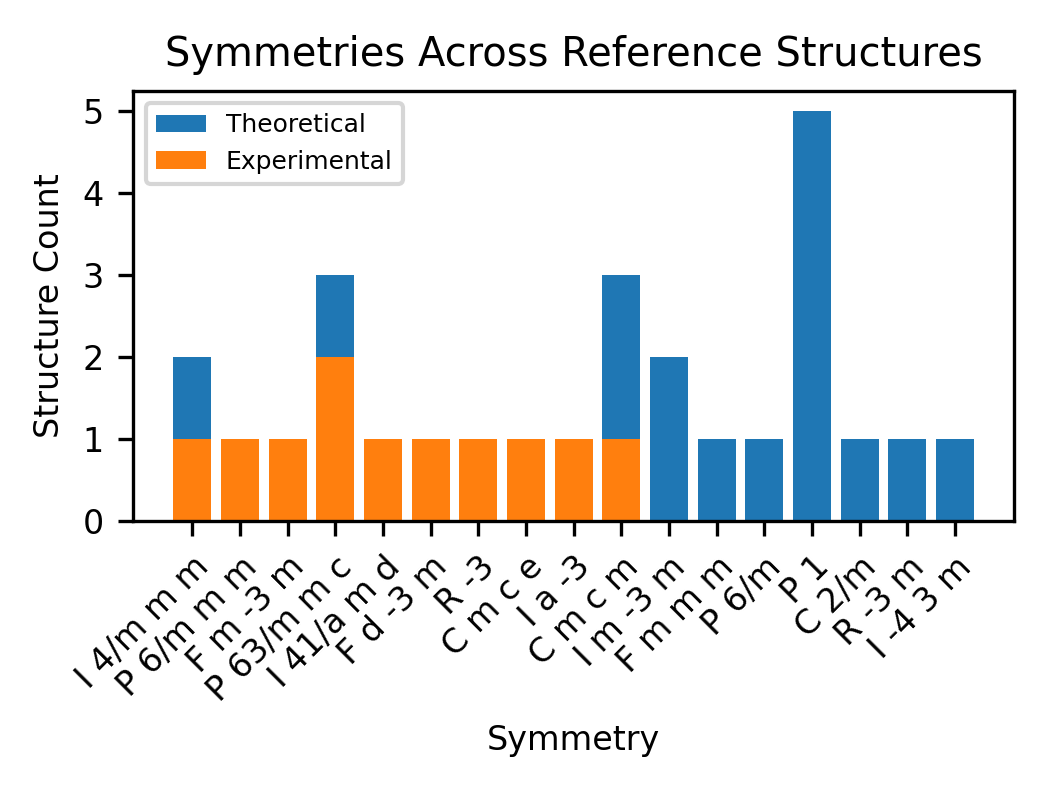 Symmetries Across Reference Structures
Theoretical
Experimental
Structure Count
5
4
3
2
1
0
I 4/m m m
P 6/m m m
F m -3 m
P 63/m m c
I 41/a m d
F d -3 m
R -3
C m c e
I a -3
C m c m
I m -3 m
F m m m
P 6/m
P 1
C 2/m
R -3 m
I -4 3 m
Symmetry